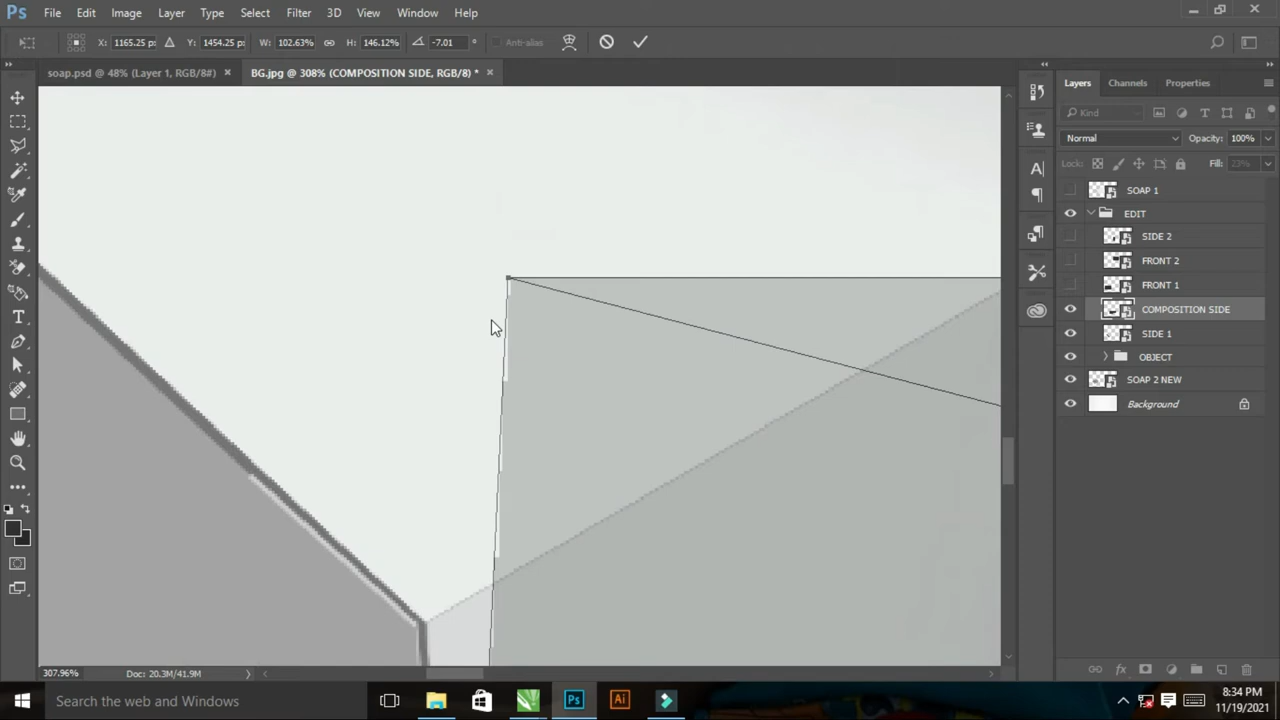 Ps File Edit Image Layer Type Select Filter 3D View Window Help
X: 1165.25 px Y: 1454.25 px W: 102.63% H: 146.12% -7.01 ° Anti-alias
soap.psd @ 48% (Layer 1, RGB/8#) × BG.jpg @ 308% (COMPOSITION SIDE, RGB/8) * ×
Layers Channels Properties
Kind
Normal Opacity: 100%
Lock: Fill: 23%
SOAP 1
EDIT
SIDE 2
FRONT 2
FRONT 1
COMPOSITION SIDE
SIDE 1
OBJECT
SOAP 2 NEW
Background
307.96% Doc: 20.3M/41.9M
Search the web and Windows
Ps Ai
8:34 PM
11/19/2021